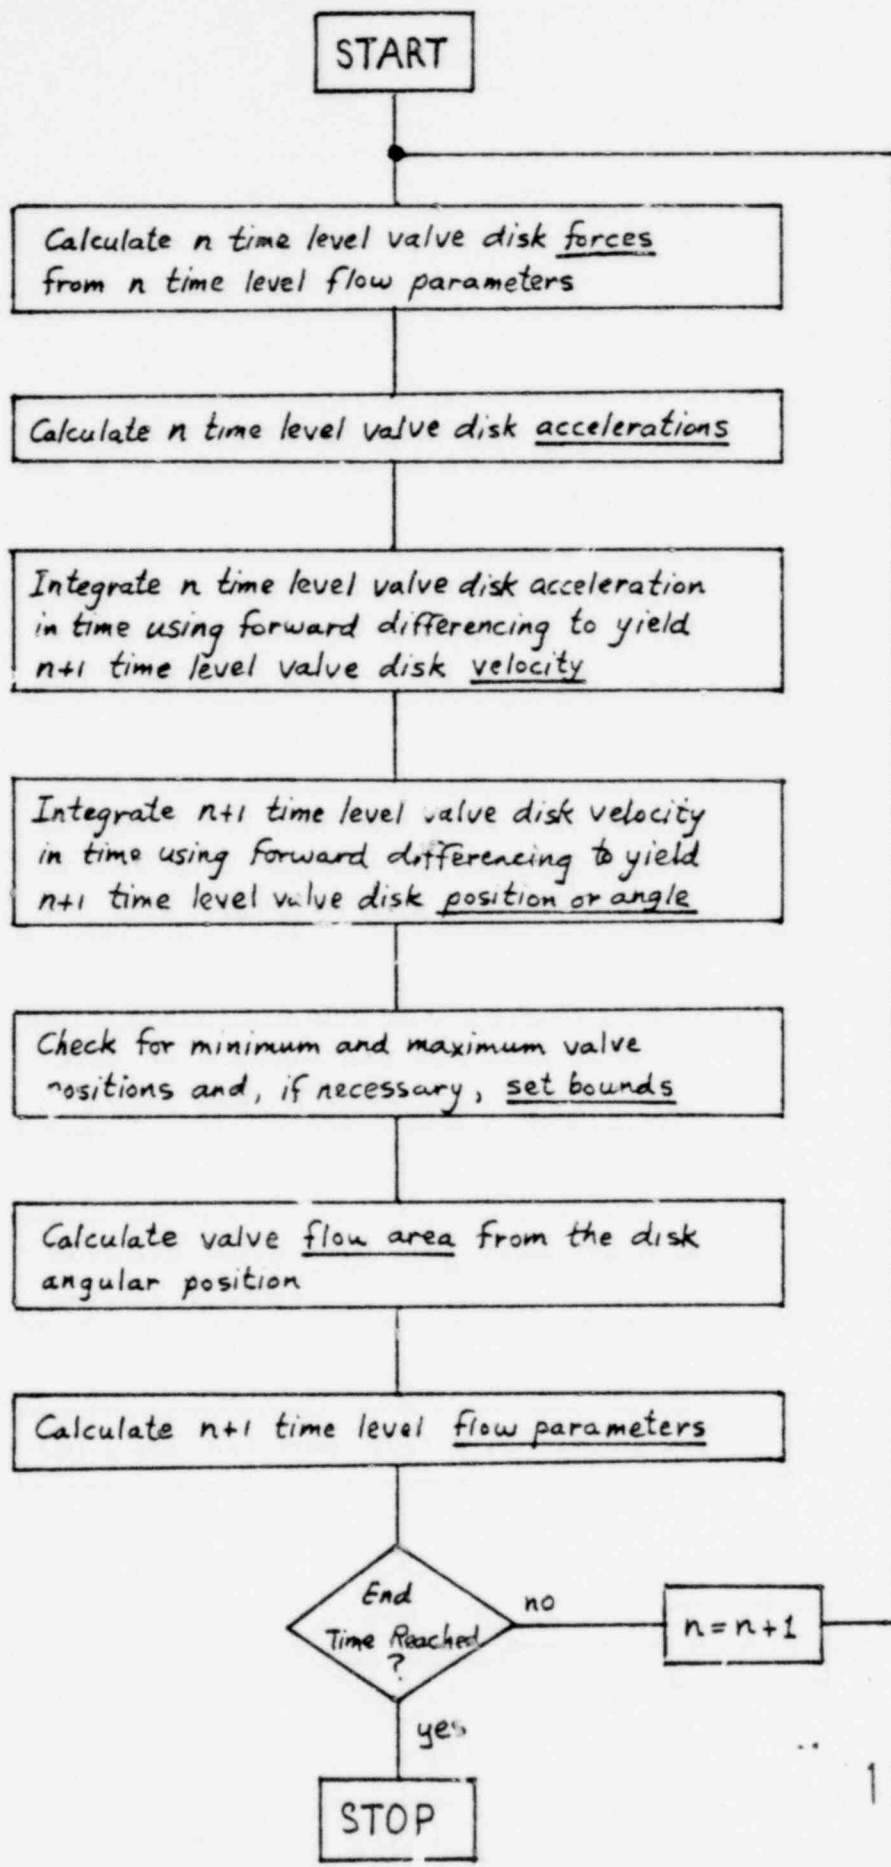 START
Calculate n time level valve disk forces
from n time level flow parameters
Calculate n time level valve disk accelerations
Integrate n time level valve disk acceleration
in time using forward differencing to yield
n+1 time level valve disk velocity
Integrate n+1 time level valve disk velocity
in time using forward differencing to yield
n+1 time level valve disk position or angle
Check for minimum and maximum valve
positions and, if necessary, set bounds
Calculate valve flow area from the disk
angular position
Calculate n+1 time level flow parameters
End
Time Reached
?
no
n=n+1
yes
STOP
1